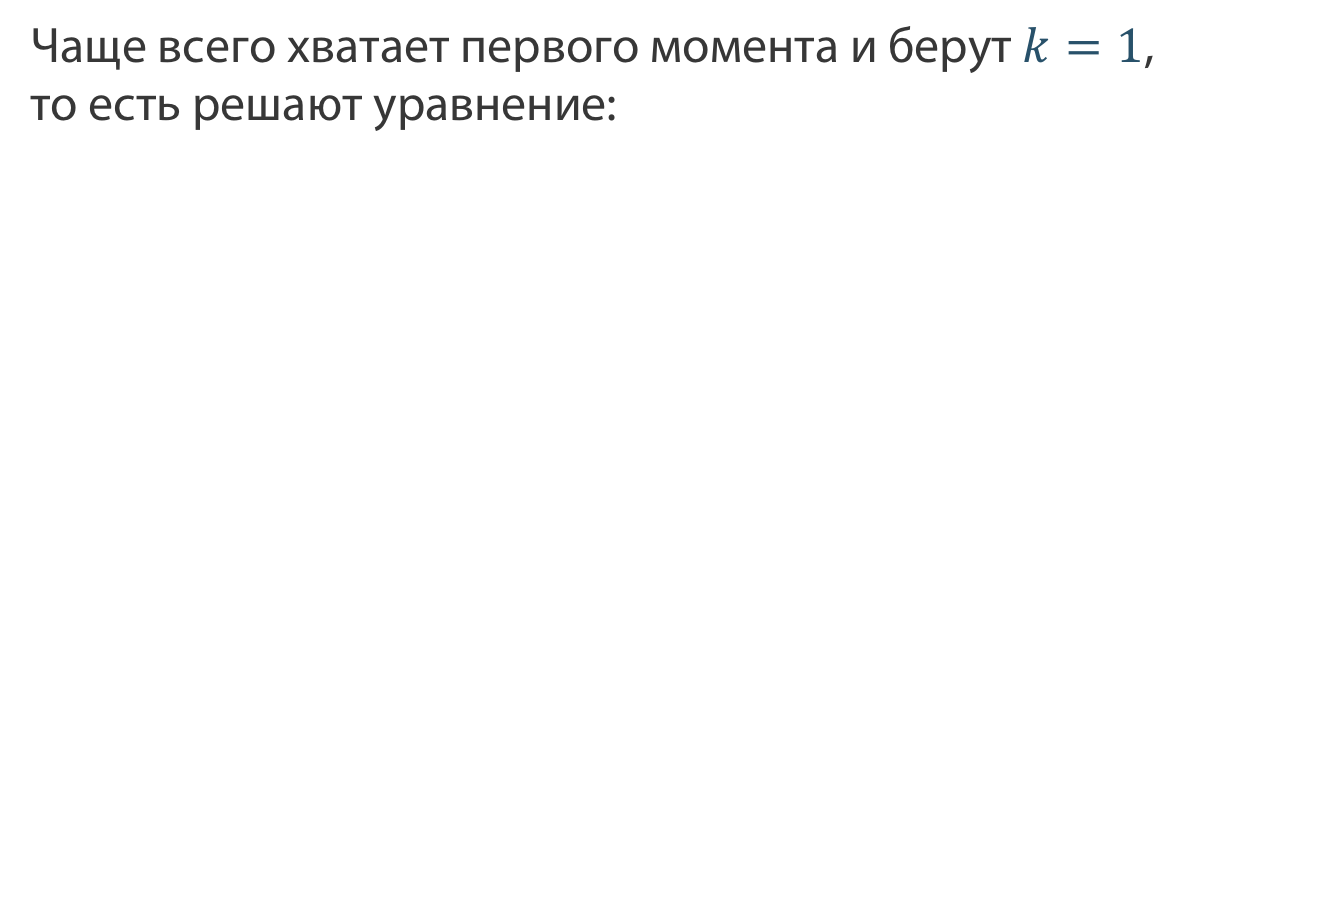 Чаще всего хватает первого момента и берут k = 1,
то есть решают уравнение: